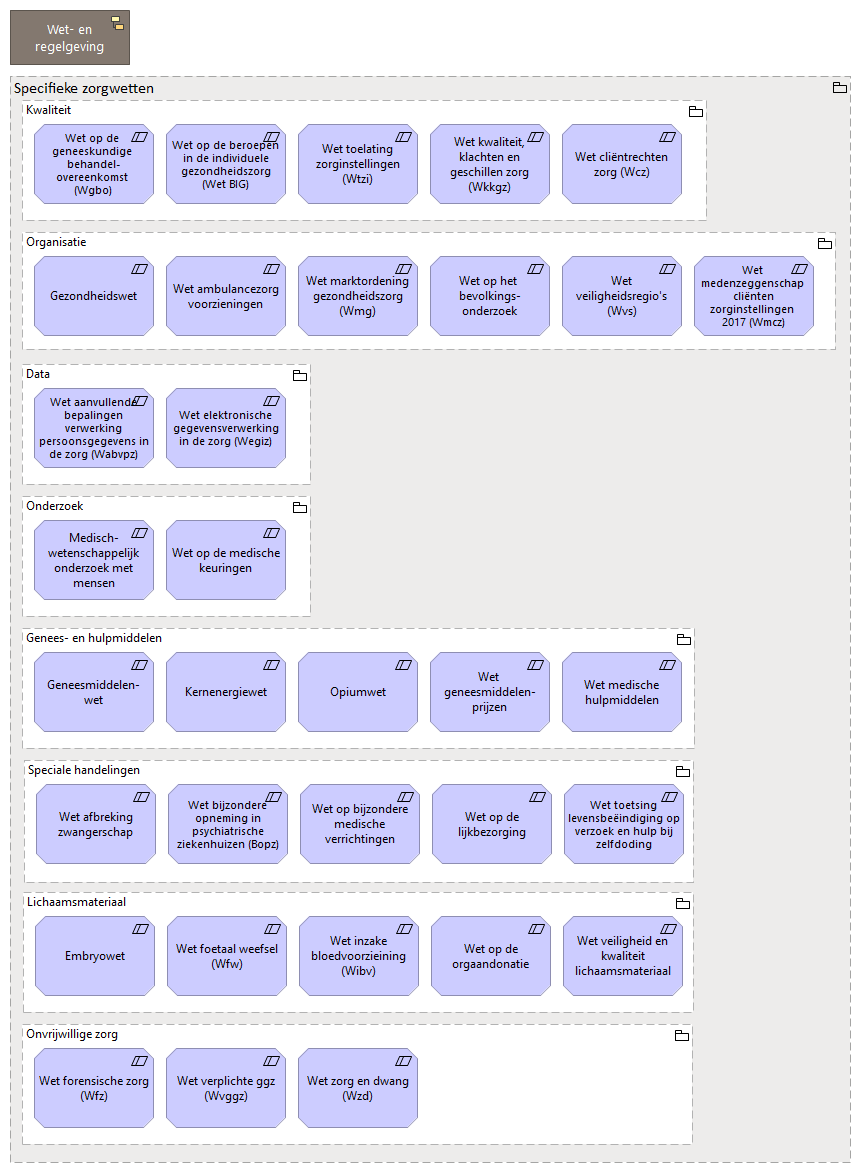 Wet- en
regelgeving
Specifieke zorgwetten
Kwaliteit
Wet op de
geneeskundige
behandel-
overeenkomst
(Wgbo)
Wet op de beroepen
in de individuele
gezondheidszorg
(Wet BIG)
Wet toelating
zorginstellingen
(Wtzi)
Wet kwaliteit,
klachten en
geschillen zorg
(Wkkgz)
Wet cliëntrechten
zorg (Wcz)
Organisatie
Gezondheidswet
Wet ambulancezorg
voorzieningen
Wet marktordening
gezondheidszorg
(Wmg)
Wet op het
bevolkings-
onderzoek
Wet
veiligheidsregio's
(Wvs)
Wet
medenzeggenschap
cliënten
zorginstellingen
2017 (Wmcz)
Data
Wet aanvullende
bepalingen
verwerking
persoonsgegevens in
de zorg (Wabvpz)
Wet elektronische
gegevensverwerking
in de zorg (Wegiz)
Onderzoek
Medisch-
wetenschappelijk
onderzoek met
mensen
Wet op de medische
keuringen
Genees- en hulpmiddelen
Geneesmiddelen-
wet
Kernenergiewet
Opiumwet
Wet
geneesmiddelen-
prijzen
Wet medische
hulpmiddelen
Speciale handelingen
Wet afbreking
zwangerschap
Wet bijzondere
opneming in
psychiatrische
ziekenhuizen (Bopz)
Wet op bijzondere
medische
verrichtingen
Wet op de
lijkbezorging
Wet toetsing
levensbeëindiging op
verzoek en hulp bij
zelfdoding
Lichaamsmateriaal
Embryowet
Wet foetaal weefsel
(Wfw)
Wet inzake
bloedvoorzieining
(Wibv)
Wet op de
orgaandonatie
Wet veiligheid en
kwaliteit
lichaamsmateriaal
Onvrijwillige zorg
Wet forensische zorg
(Wfz)
Wet verplichte ggz
(Wvggz)
Wet zorg en dwang
(Wzd)